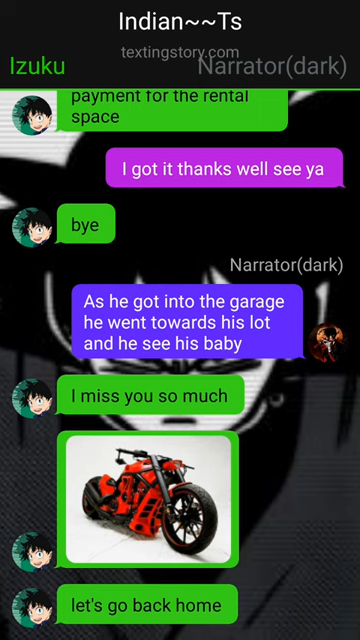 Indian~~Ts
textingstory.com
Izuku
Narrator(dark)
payment for the rental
space
I got it thanks well see ya
bye
Narrator(dark)
As he got into the garage
he went towards his lot
and he see his baby
I miss you so much
let's go back home